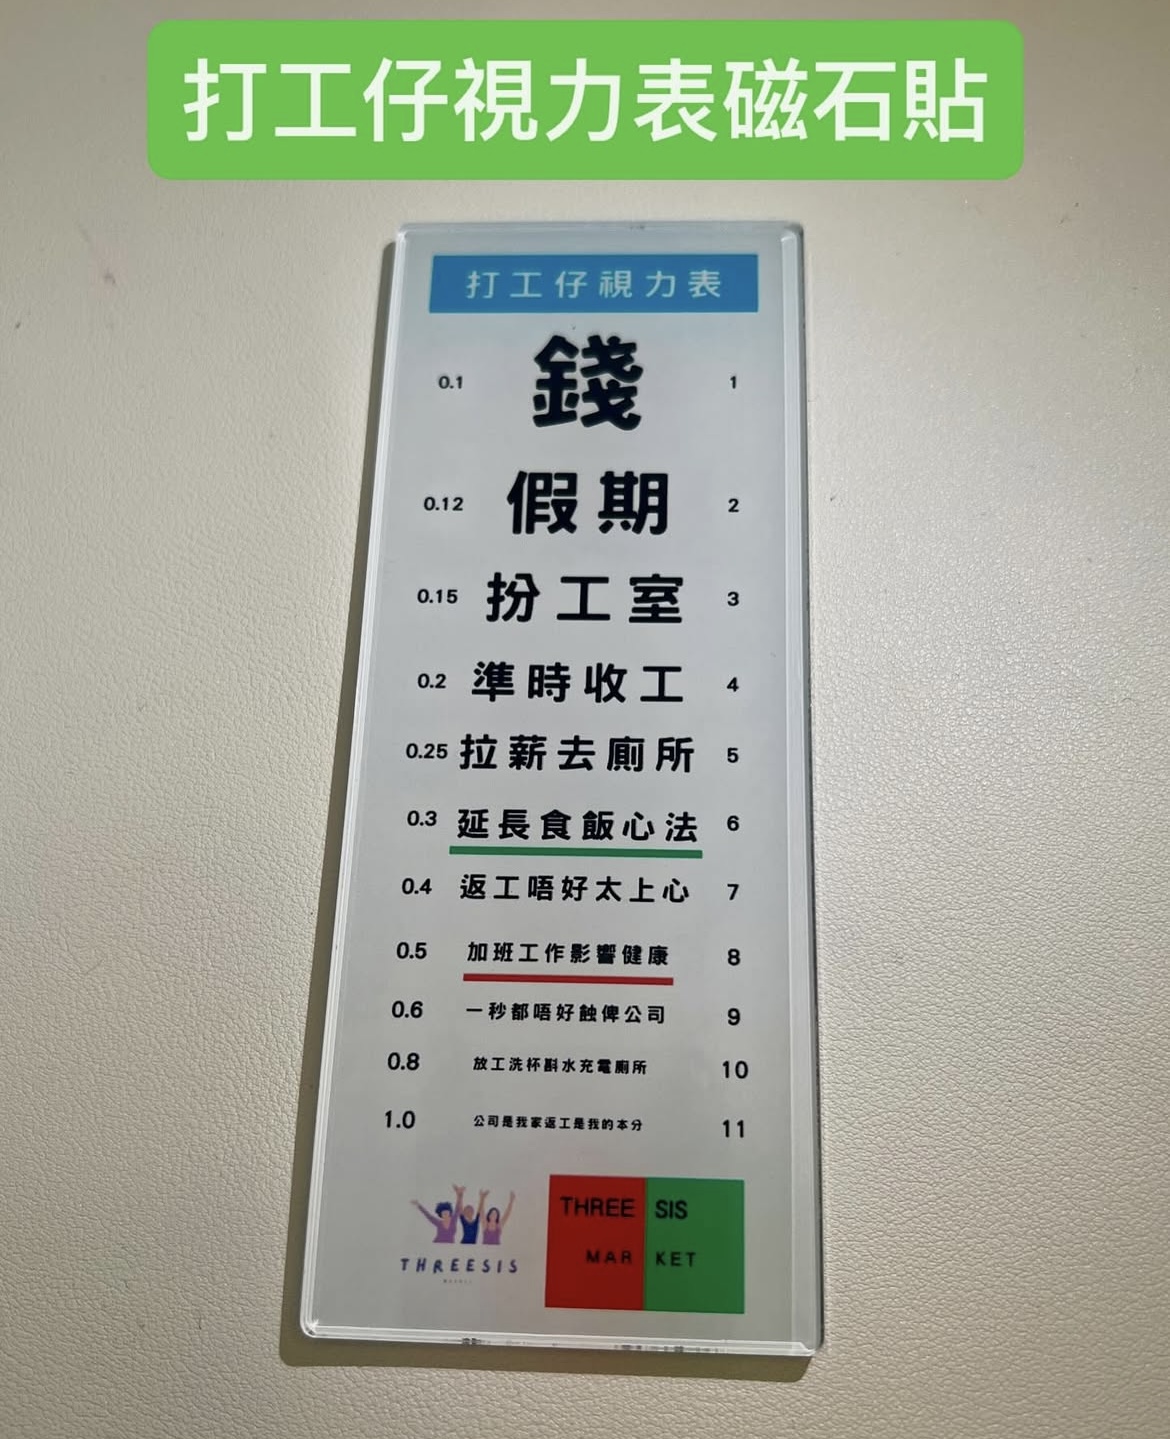 打工仔視力表磁石貼
打工仔視力表
0.1 錢 1
0.12 假期 2
0.15 扮工室 3
0.2 準時收工 4
0.25 拉薪去廁所 5
0.3 延長食飯心法 6
0.4 返工唔好太上心 7
0.5 加班工作影響健康 8
0.6 一秒都唔好蝕俾公司 9
0.8 放工洗杯斟水充電廁所 10
1.0 公司是我家返工是我的本分 11
THREESIS
THREE SIS
MARKET